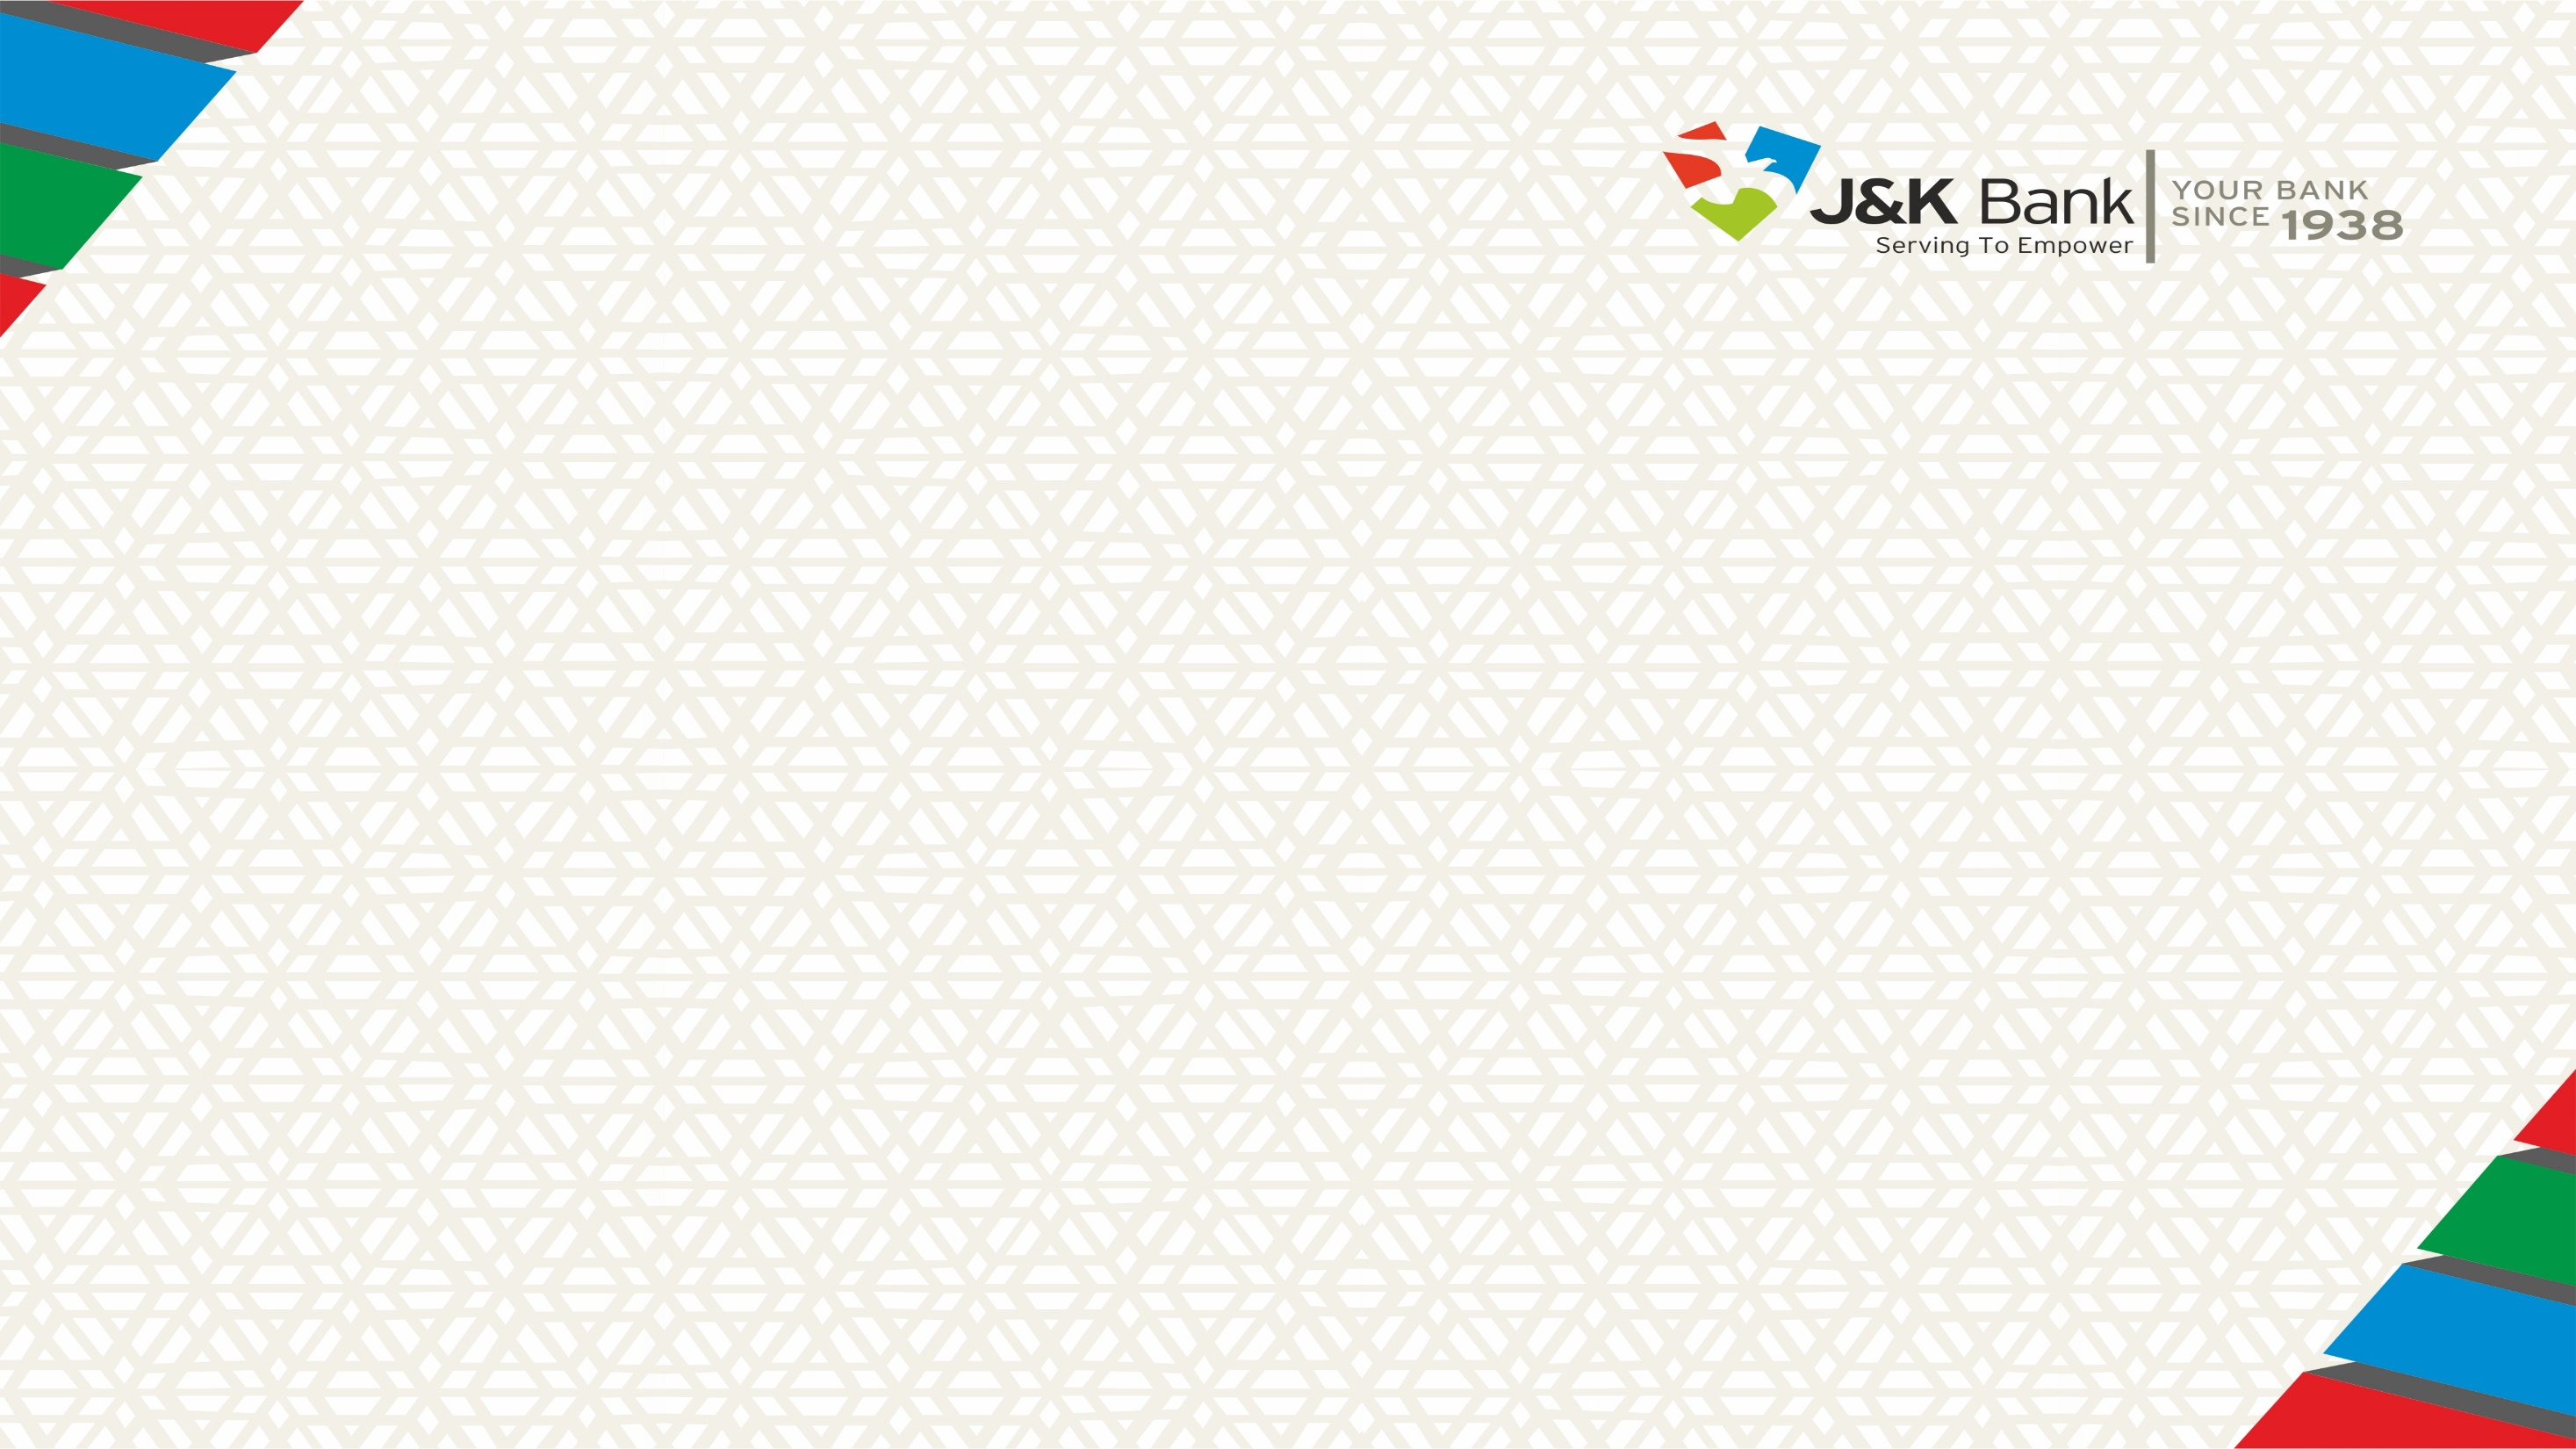 J&K Bank
Serving To Empower
YOUR BANK
SINCE 1938